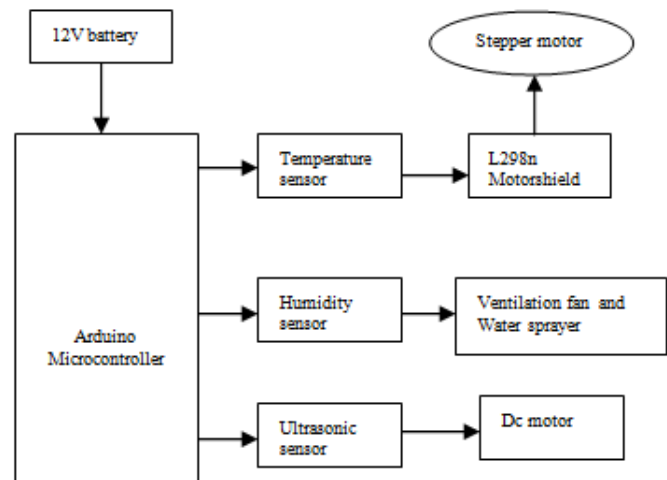 12V battery
Stepper motor
Temperature
sensor
L298n
Motorshield
Humidity
sensor
Ventilation fan and
Water sprayer
Arduino
Microcontroller
Ultrasonic
sensor
Dc motor